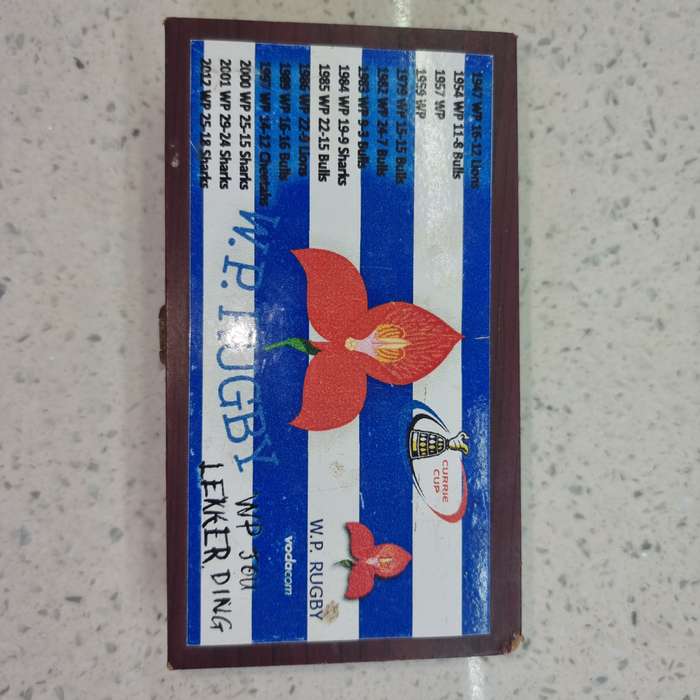 1947 WP 16-12 Lions
1954 WP 11-8 Bulls
1957 WP
1959 WP
1979 WP 15-15 Bulls
1982 WP 24-7 Bulls
1983 WP 9-3 Bulls
1984 WP 19-9 Sharks
1985 WP 22-15 Bulls
1986 WP 22-9 Lions
1989 WP 16-16 Bulls
1997 WP 14-12 Cheetahs
2000 WP 25-15 Sharks
2001 WP 29-24 Sharks
2012 WP 25-18 Sharks
CURRIE
CUP
W.P. RUGBY
vodacom
W.P. RUGBY
WP JOU
LEKKER DING